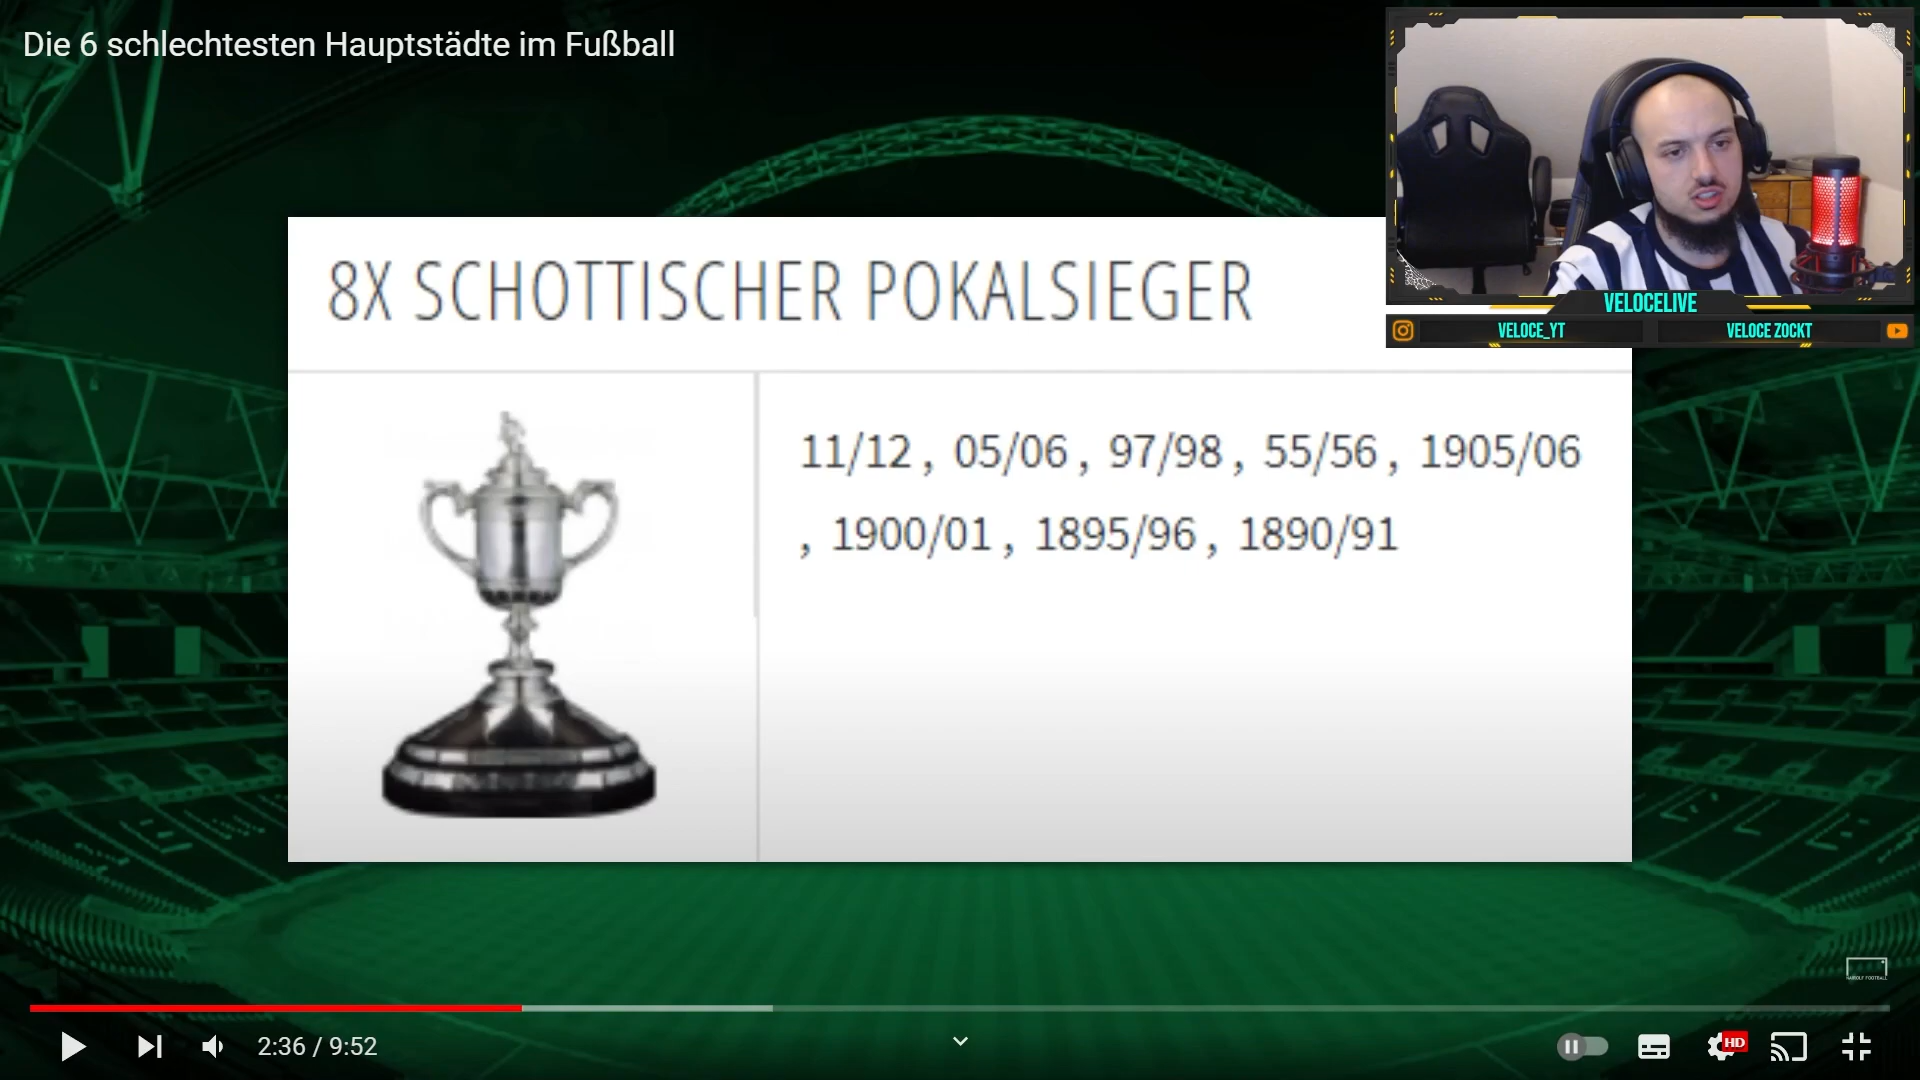 Die 6 schlechtesten Hauptstädte im Fußball
VELOCELIVE
VELOCE_YT
VELOCE ZOCKT
8X SCHOTTISCHER POKALSIEGER
11/12 , 05/06 , 97/98 , 55/56 , 1905/06
, 1900/01 , 1895/96 , 1890/91
2:36 / 9:52
HD